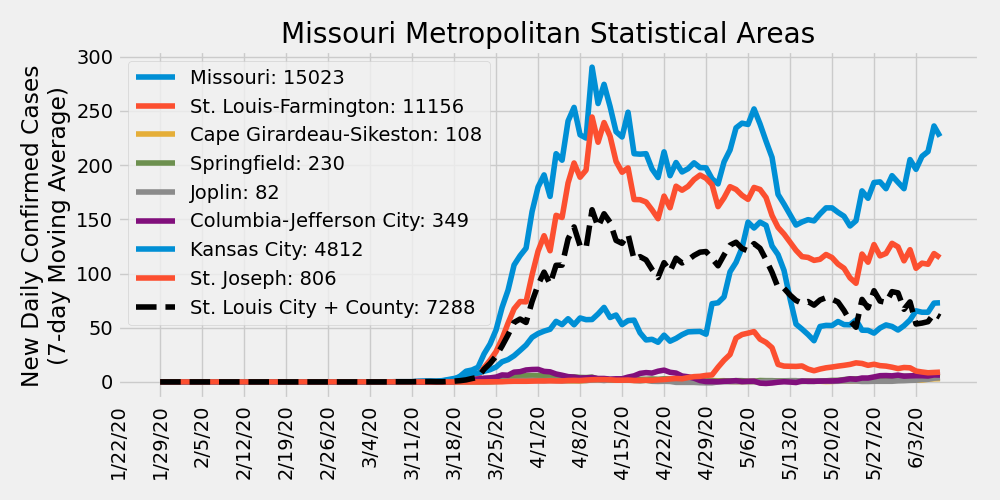 Missouri Metropolitan Statistical Areas
New Daily Confirmed Cases
(7-day Moving Average)
300
250
200
150
100
50
0
Missouri: 15023
St. Louis-Farmington: 11156
Cape Girardeau-Sikeston: 108
Springfield: 230
Joplin: 82
Columbia-Jefferson City: 349
Kansas City: 4812
St. Joseph: 806
St. Louis City + County: 7288
1/22/20
1/29/20
2/5/20
2/12/20
2/19/20
2/26/20
3/4/20
3/11/20
3/18/20
3/25/20
4/1/20
4/8/20
4/15/20
4/22/20
4/29/20
5/6/20
5/13/20
5/20/20
5/27/20
6/3/20